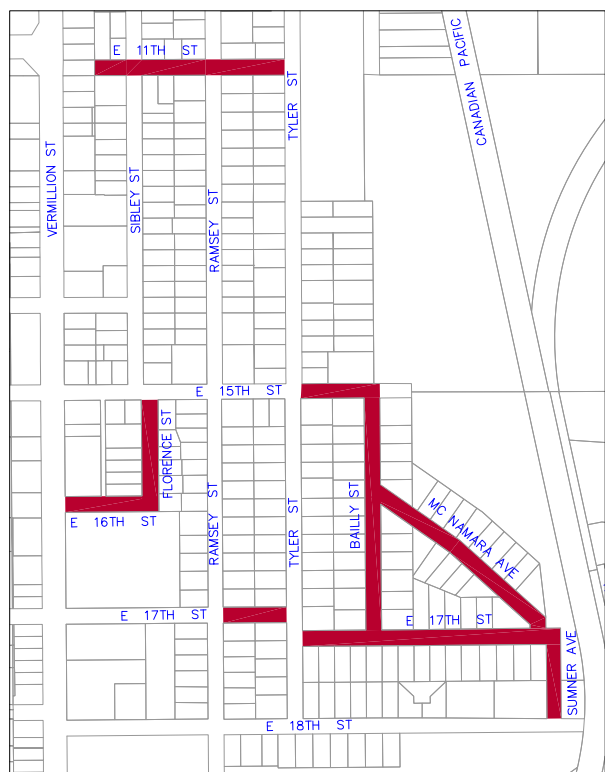 E 11TH ST
CANADIAN PACIFIC
TYLER ST
VERMILLION ST
SIBLEY ST
RAMSEY ST
E 15TH ST
FLORENCE ST
RAMSEY ST
TYLER ST
BAILLY ST
MC NAMARA AVE
E 16TH ST
E 17TH ST
E 17TH ST
SUMNER AVE
E 18TH ST